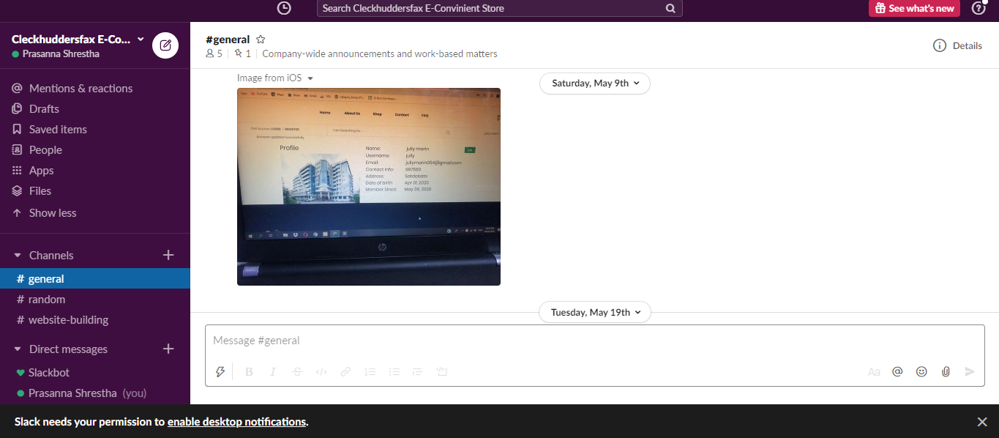 Search Cleckhuddersfax E-Convinient Store
See what's new
Cleckhuddersfax E-Co...
Prasanna Shrestha
Mentions & reactions
Drafts
Saved items
People
Apps
Files
Show less
Channels
# general
# random
# website-building
Direct messages
Slackbot
Prasanna Shrestha (you)
#general
5 | 1 | Company-wide announcements and work-based matters
Details
Image from iOS
Saturday, May 9th
Home About Us Shop Contact FAQ
LOGIN | REGISTER
I am Searching for...
Account updated successfully
Profile
Name: jully marin
Username: jully
Email: jullymarin054@gmail.com
Contact Info: 987560
Address: Satdobato
Date of birth Apr 01, 2020
Member Since: May 09, 2020
hp
Tuesday, May 19th
Message #general
B I S </>
Aa @
Slack needs your permission to enable desktop notifications.